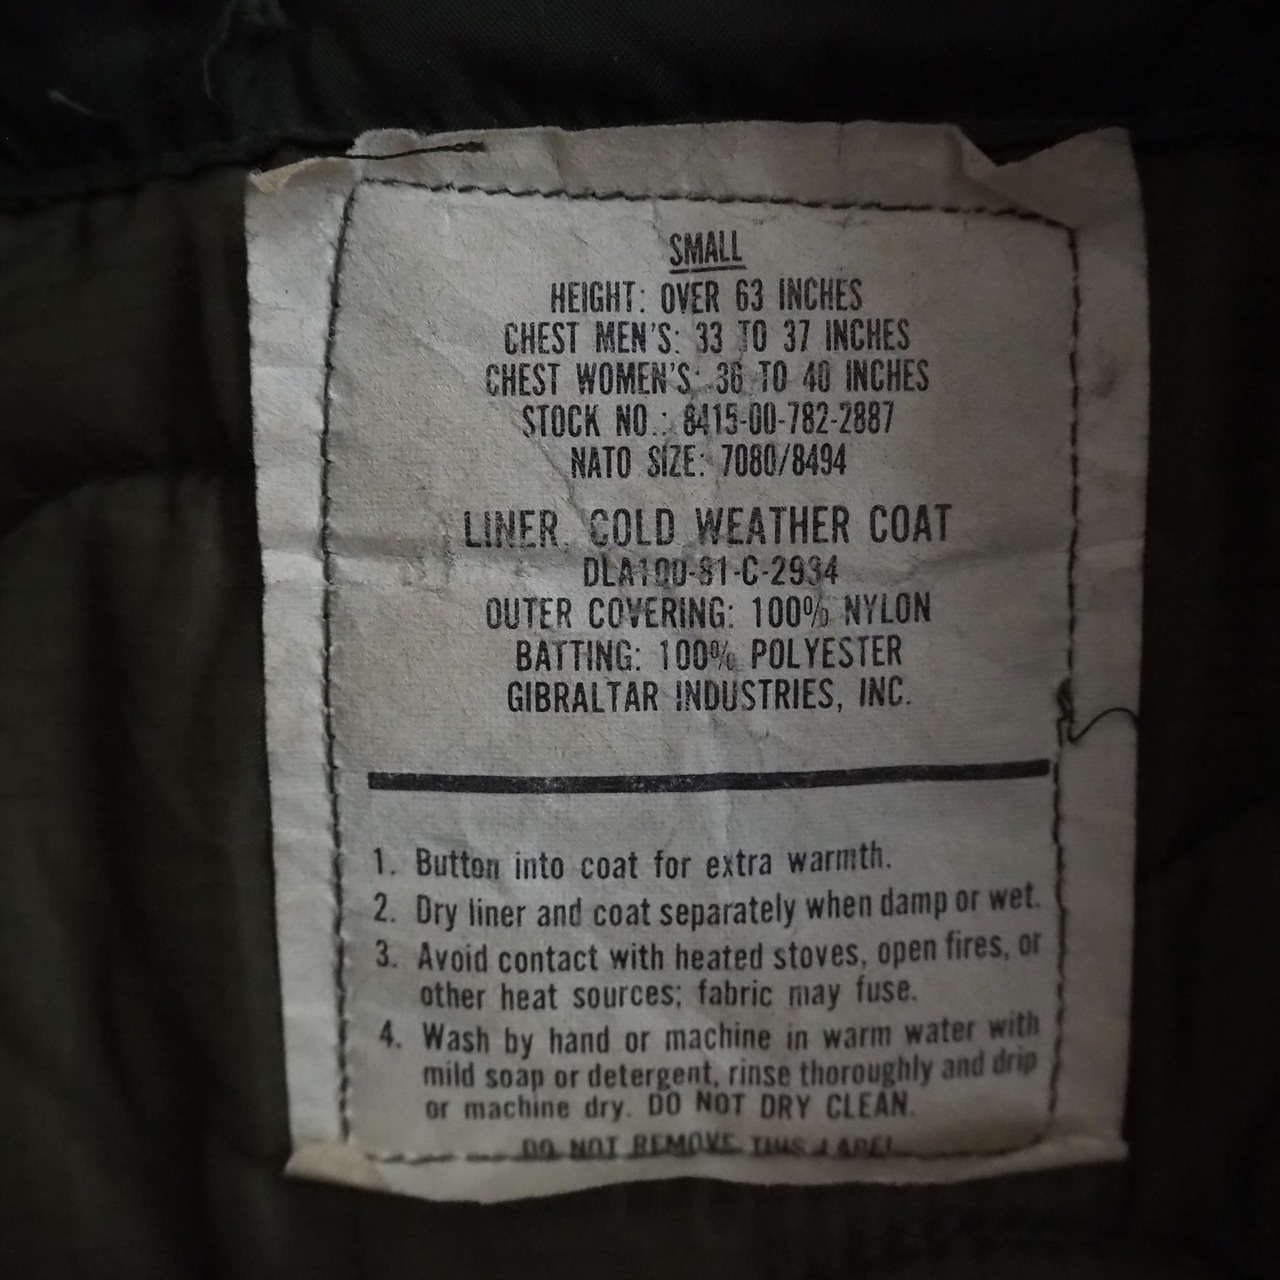 SMALL
HEIGHT: OVER 63 INCHES
CHEST MEN'S: 33 TO 37 INCHES
CHEST WOMEN'S: 36 TO 40 INCHES
STOCK NO.: 8415-00-782-2887
NATO SIZE: 7080/8494
LINER, COLD WEATHER COAT
DLA100-81-C-2934
OUTER COVERING: 100% NYLON
BATTING: 100% POLYESTER
GIBRALTAR INDUSTRIES, INC.
1. Button into coat for extra warmth.
2. Dry liner and coat separately when damp or wet.
3. Avoid contact with heated stoves, open fires, or
other heat sources; fabric may fuse.
4. Wash by hand or machine in warm water with
mild soap or detergent, rinse thoroughly and drip
or machine dry. DO NOT DRY CLEAN.
DO NOT REMOVE THIS LABEL